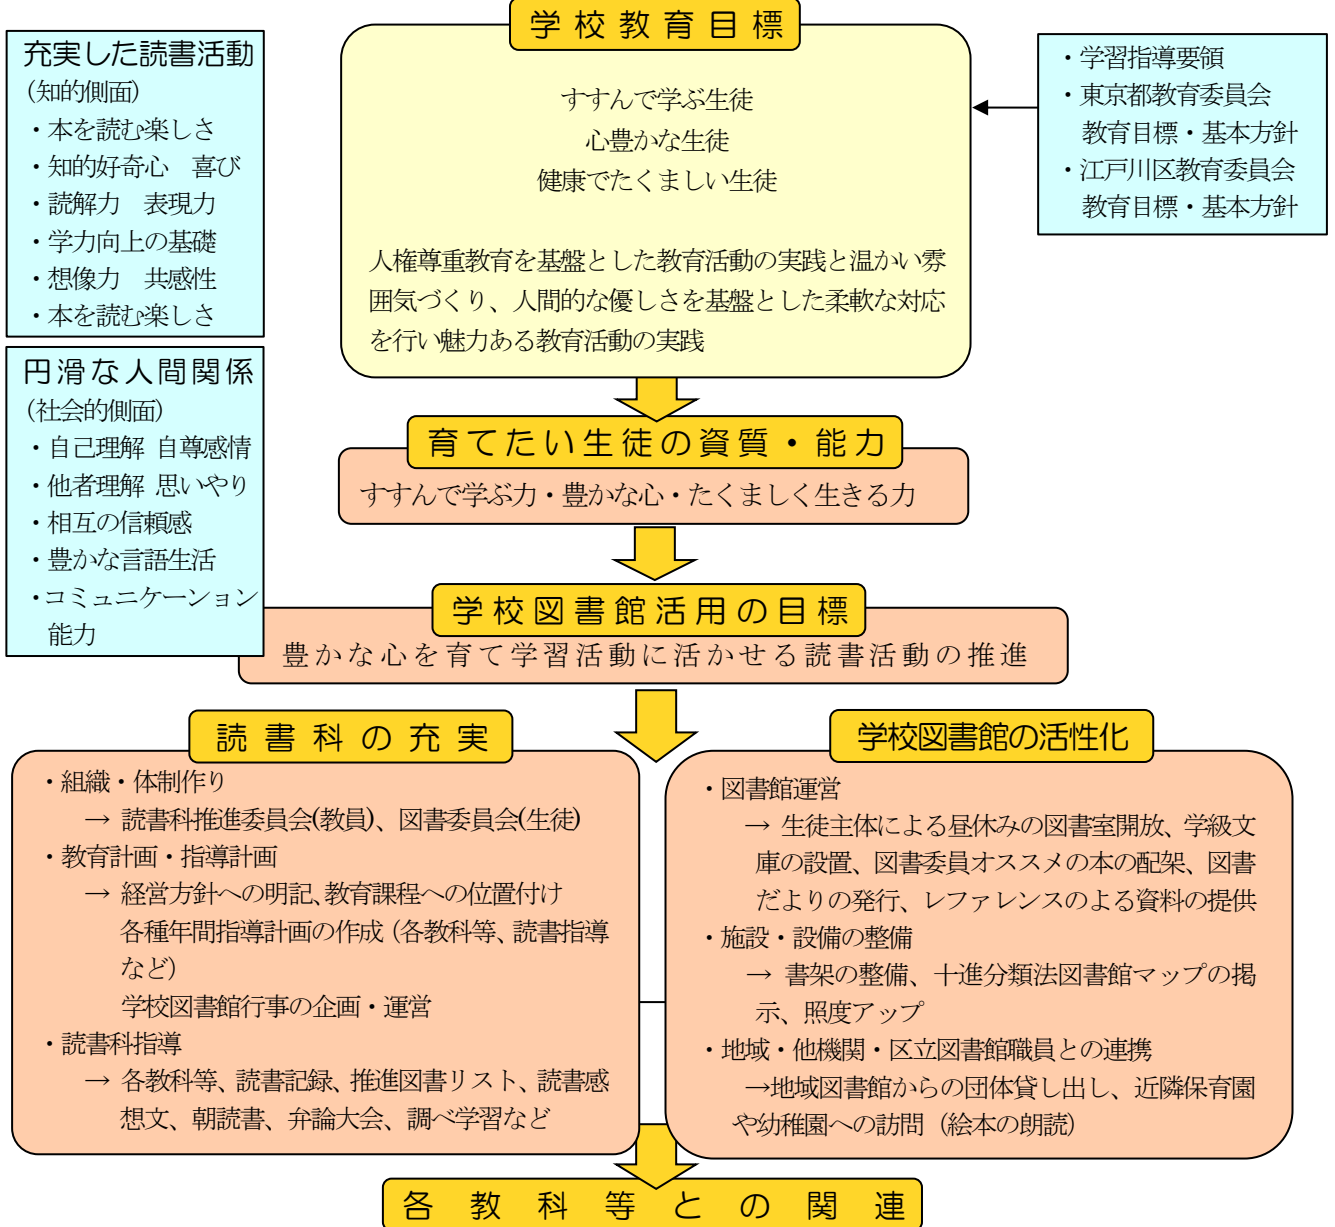 学校教育目標
充実した読書活動
(知的側面)
・本を読む楽しさ
・知的好奇心　喜び
・読解力　表現力
・学力向上の基礎
・想像力　共感性
・本を読む楽しさ
すすんで学ぶ生徒
心豊かな生徒
健康でたくましい生徒
人権尊重教育を基盤とした教育活動の実践と温かい雰
囲気づくり、人間的な優しさを基盤とした柔軟な対応
を行い魅力ある教育活動の実践
・学習指導要領
・東京都教育委員会
教育目標・基本方針
・江戸川区教育委員会
教育目標・基本方針
円滑な人間関係
(社会的側面)
・自己理解 自尊感情
・他者理解 思いやり
・相互の信頼感
・豊かな言語生活
・コミュニケーション
能力
育てたい生徒の資質・能力
すすんで学ぶ力・豊かな心・たくましく生きる力
学校図書館活用の目標
豊かな心を育て学習活動に活かせる読書活動の推進
読書科の充実
・組織・体制作り
→ 読書科推進委員会(教員)、図書委員会(生徒)
・教育計画・指導計画
→ 経営方針への明記、教育課程への位置付け
各種年間指導計画の作成（各教科等、読書指導
など）
学校図書館行事の企画・運営
・読書科指導
→ 各教科等、読書記録、推進図書リスト、読書感
想文、朝読書、弁論大会、調べ学習など
学校図書館の活性化
・図書館運営
→ 生徒主体による昼休みの図書室開放、学級文
庫の設置、図書委員オススメの本の配架、図書
だよりの発行、レファレンスのよる資料の提供
・施設・設備の整備
→ 書架の整備、十進分類法図書館マップの掲
示、照度アップ
・地域・他機関・区立図書館職員との連携
→地域図書館からの団体貸し出し、近隣保育園
や幼稚園への訪問（絵本の朗読）
各教科等との関連